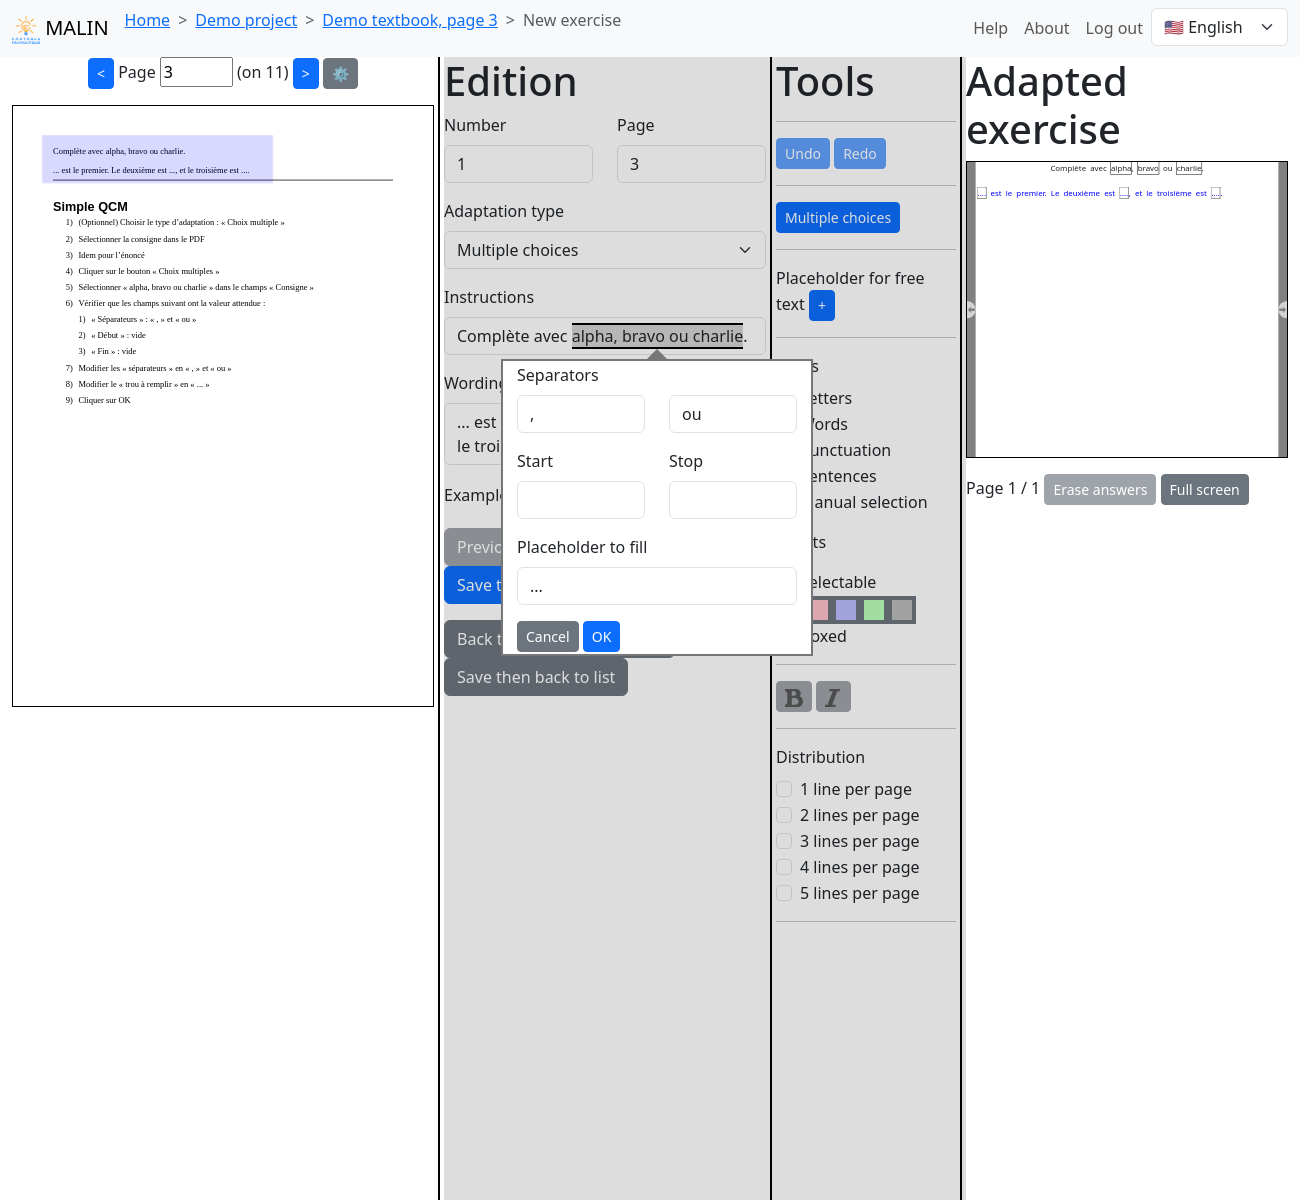 MALIN
Home > Demo project > Demo textbook, page 3 > New exercise
Help
About
Log out
🇺🇸 English
<
Page
3
(on 11)
>
Complète avec alpha, bravo ou charlie.
... est le premier. Le deuxième est ..., et le troisième est ....
Simple QCM
1) (Optionnel) Choisir le type d'adaptation : « Choix multiple »
2) Sélectionner la consigne dans le PDF
3) Idem pour l'énoncé
4) Cliquer sur le bouton « Choix multiples »
5) Sélectionner « alpha, bravo ou charlie » dans le champs « Consigne »
6) Vérifier que les champs suivant ont la valeur attendue :
1) « Séparateurs » : « , » et « ou »
2) « Début » : vide
3) « Fin » : vide
7) Modifier les « séparateurs » en « , » et « ou »
8) Modifier le « trou à remplir » en « ... »
9) Cliquer sur OK
Edition
Number
Page
1
3
Adaptation type
Multiple choices
Instructions
Complète avec alpha, bravo ou charlie.
Wording
... est
le troi
Example
Previo
Save t
Back t
Save then back to list
Separators
,
ou
Start
Stop
Placeholder to fill
...
Cancel
OK
Tools
Undo
Redo
Multiple choices
Placeholder for free
text +
s
etters
ords
unctuation
entences
anual selection
ts
electable
oxed
B
I
Distribution
1 line per page
2 lines per page
3 lines per page
4 lines per page
5 lines per page
Adapted
exercise
Complète avec alpha, bravo ou charlie.
.... est le premier. Le deuxième est ...., et le troisième est .....
Page 1 / 1
Erase answers
Full screen